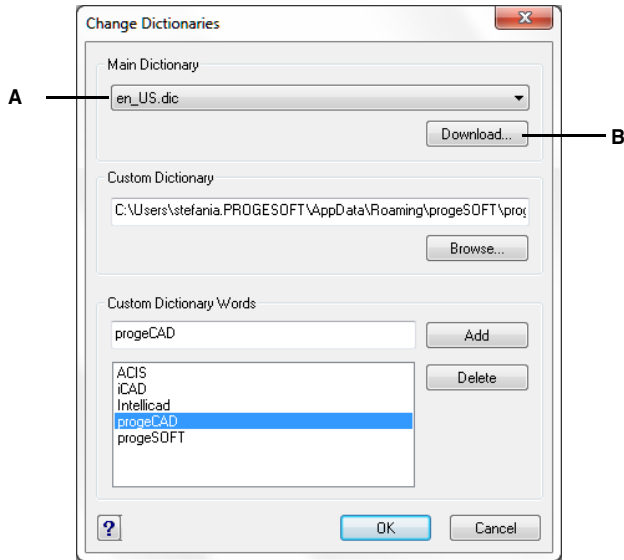 Change Dictionaries
Main Dictionary
A
en_US.dic
Download...
B
Custom Dictionary
C:\Users\stefania.PROGESOFT\AppData\Roaming\progeSOFT\prog
Browse...
Custom Dictionary Words
progeCAD
Add
ACIS
iCAD
Intellicad
progeCAD
progeSOFT
Delete
?
OK
Cancel